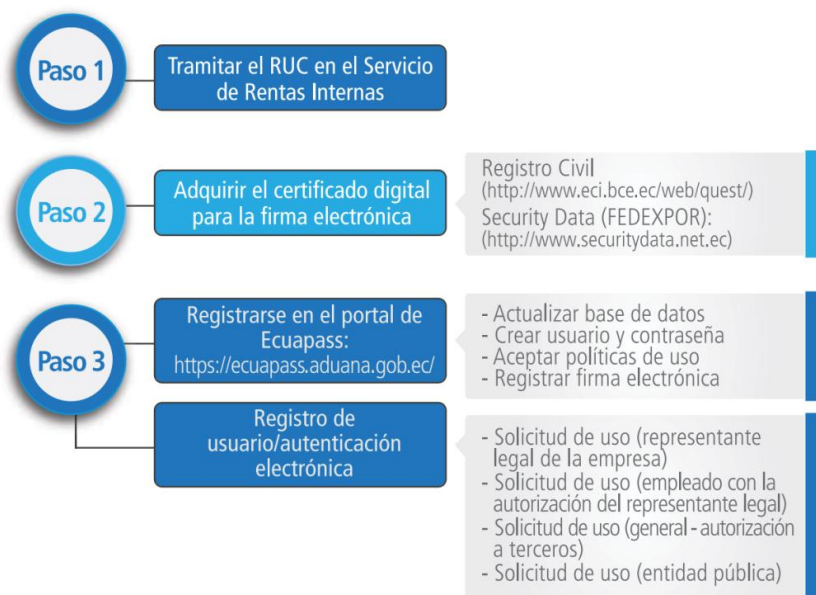 Paso 1
Tramitar el RUC en el Servicio
de Rentas Internas
Paso 2
Adquirir el certificado digital
para la firma electrónica
Registro Civil
(http://www.eci.bce.ec/web/quest/)
Security Data (FEDEXPOR):
(http://www.securitydata.net.ec)
Paso 3
Registrarse en el portal de
Ecuapass:
https://ecuapass.aduana.gob.ec/
- Actualizar base de datos
- Crear usuario y contraseña
- Aceptar políticas de uso
- Registrar firma electrónica
Registro de
usuario/autenticación
electrónica
- Solicitud de uso (representante
legal de la empresa)
- Solicitud de uso (empleado con la
autorización del representante legal)
- Solicitud de uso (general - autorización
a terceros)
- Solicitud de uso (entidad pública)